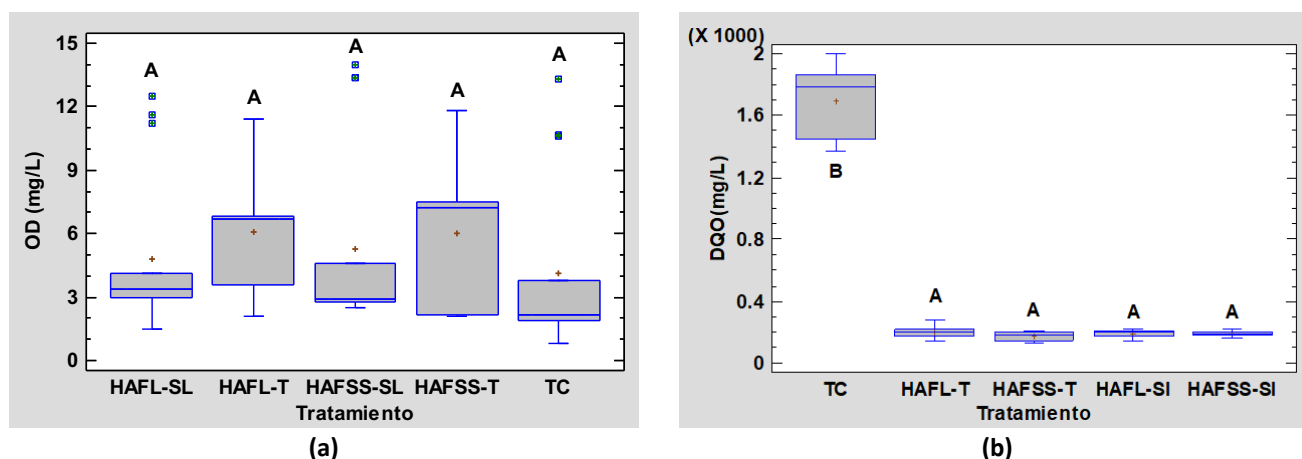 A A A A A
15
12
9
6
3
0
OD (mg/L)
HAFL-SL HAFL-T HAFSS-SL HAFSS-T TC
Tratamiento
(a)
(X 1000)
2
1.6
1.2
0.8
0.4
0
DQO(mg/L)
B A A A A
TC HAFL-T HAFSS-T HAFL-SI HAFSS-SI
Tratamiento
(b)